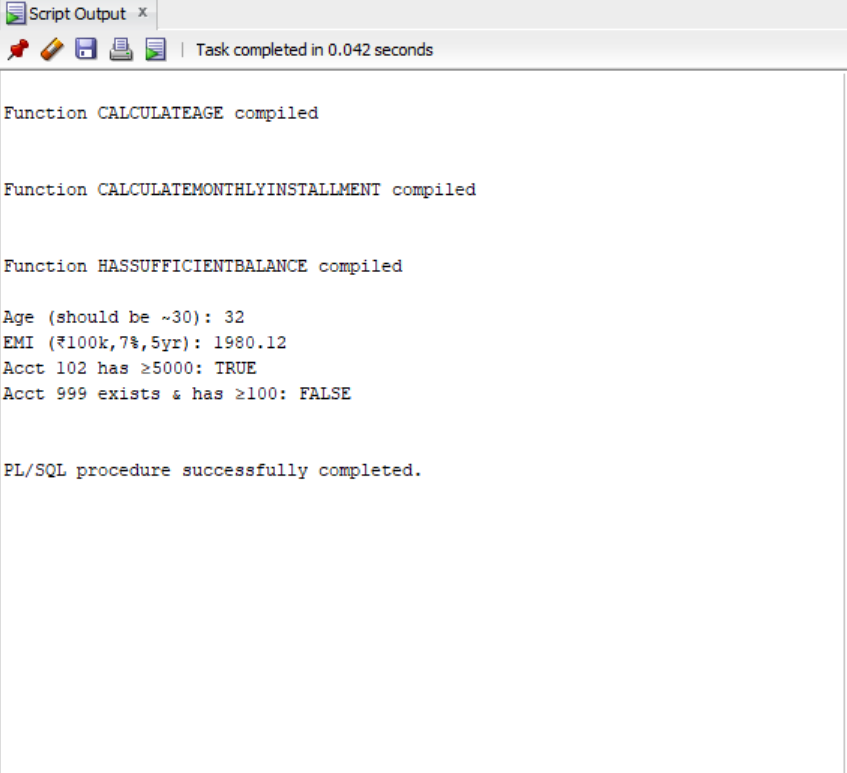 Script Output x
Task completed in 0.042 seconds
Function CALCULATEAGE compiled
Function CALCULATEMONTHLYINSTALLMENT compiled
Function HASSUFFICIENTBALANCE compiled
Age (should be ~30): 32
EMI (₹100k,7%,5yr): 1980.12
Acct 102 has ≥5000: TRUE
Acct 999 exists & has ≥100: FALSE
PL/SQL procedure successfully completed.